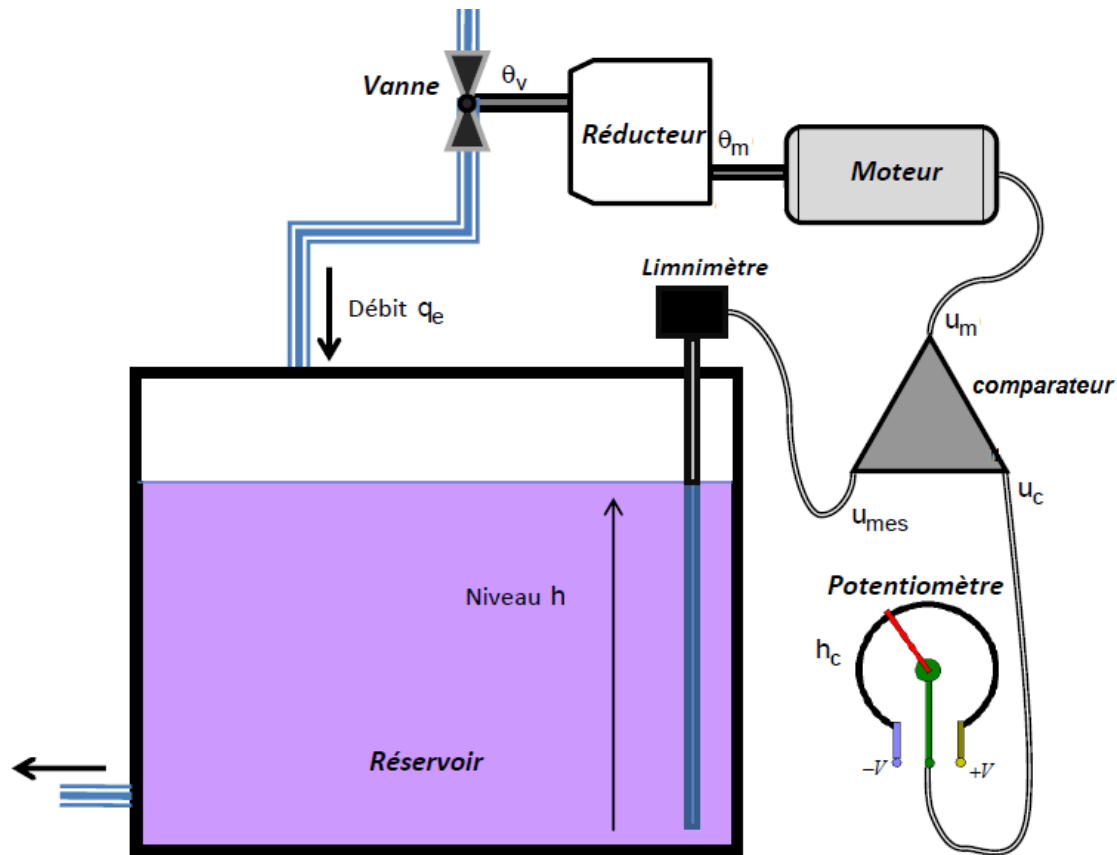 Vanne
θv
Réducteur
θm
Moteur
Limnimètre
Débit qe
um
comparateur
umes
uc
Niveau h
Potentiomètre
hc
Réservoir
–V
+V